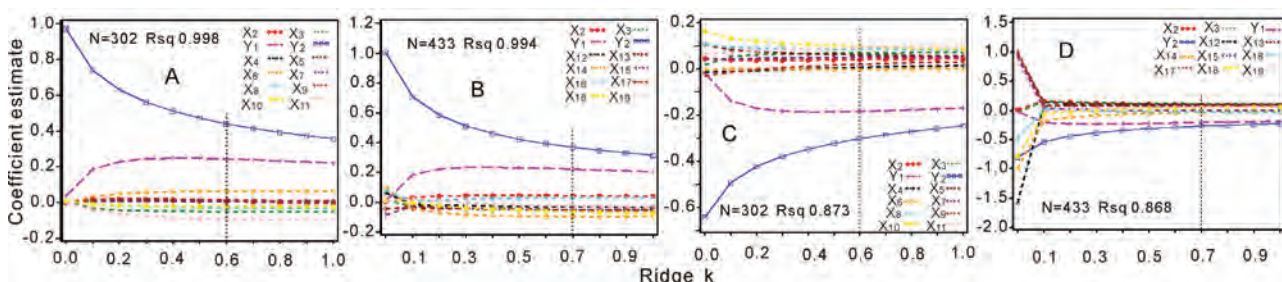 Coefficient estimate
1.0
0.8
0.6
0.4
0.2
0.0
-0.2
N=302 Rsq 0.998
A
X2 X3
Y1 Y2
X4 X5
X6 X7
X8 X9
X10 X11
0.0 0.2 0.4 0.6 0.8 1.0
1.2
1.0
0.8
0.6
0.4
0.2
0.0
-0.2
N=433 Rsq 0.994
B
X2 X3
Y1 Y2
X12 X13
X14 X15
X16 X17
X18 X19
0.0 0.2 0.4 0.6 0.8
0.2
0.0
-0.2
-0.4
-0.6
C
N=302 Rsq 0.873
X2 X3
Y1 Y2
X4 X5
X6 X7
X8 X9
X10 X11
0.0 0.2 0.4 0.6 0.8 1.0
1.5
1.0
0.5
0.0
-0.5
-1.0
-1.5
-2.0
D
X2 X3 Y1
Y2 X12 X13
X14 X15
X17 X19
N=433 Rsq 0.868
0.1 0.3 0.5 0.7 0.9
Ridge k